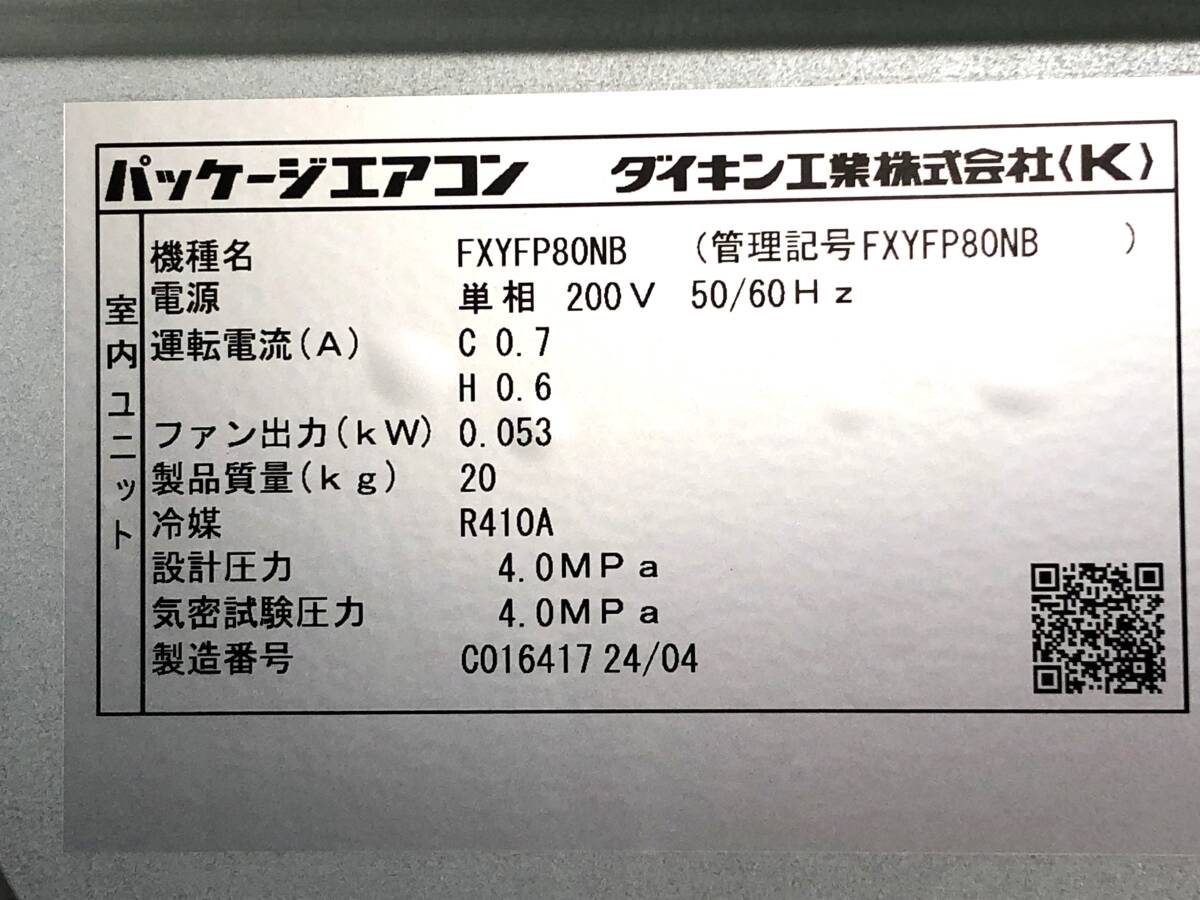 パッケージエアコン ダイキン工業株式会社〈K〉
室内ユニット
機種名 FXYFP80NB (管理記号FXYFP80NB )
電源 単相 200V 50/60Hz
運転電流(A) C 0.7
H 0.6
ファン出力(kW) 0.053
製品質量(kg) 20
冷媒 R410A
設計圧力 4.0MPa
気密試験圧力 4.0MPa
製造番号 C016417 24/04